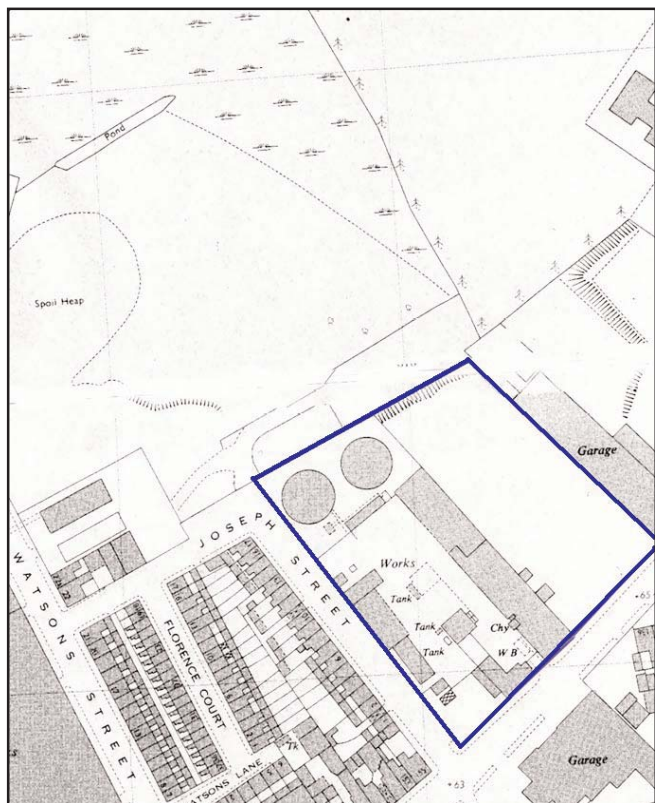 Pond
Spoil Heap
Garage
JOSEPH STREET
WATSONS STREET
FLORENCE COURT
Works
Tank
Tank
Tank
Chy
W B
+65
Tk
ATSONS LANE
+63
Garage